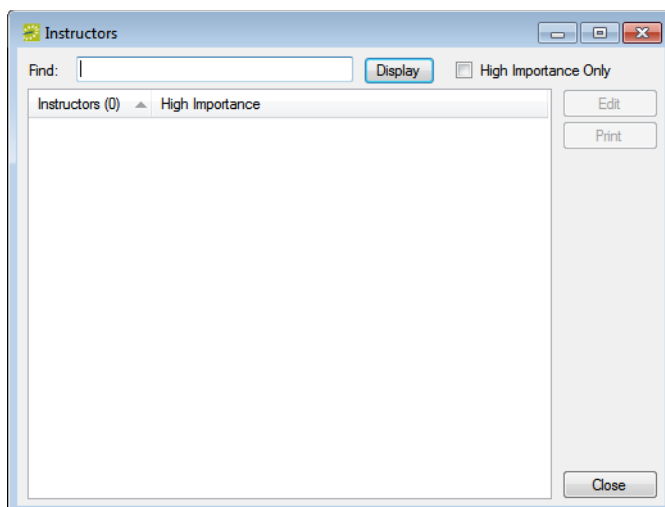 Instructors
Find: Display High Importance Only
Instructors (0) High Importance Edit
Print
Close